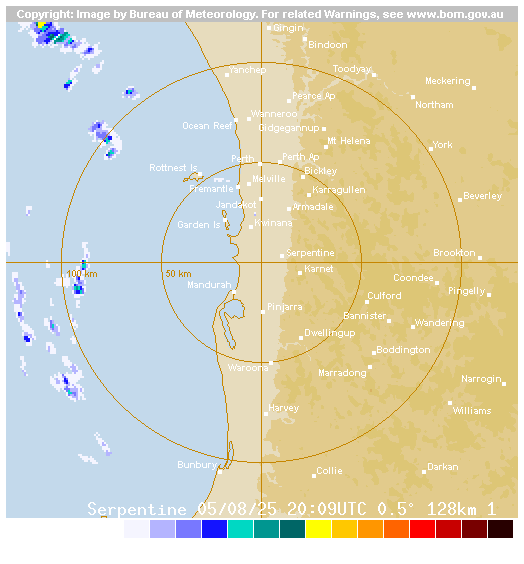 Copyright: Image by Bureau of Meteorology. For related Warnings, see www.bom.gov.au
Gingin
Bindoon
Yanchep
Toodyay
Meckering
Pearce Ap
Northam
Wanneroo
Ocean Reef
Gidgegannup
Mt Helena
York
Perth
Perth Ap
Rottnest Is
Bickley
Melville
Fremantle
Karragullen
Beverley
Jandakot
Armadale
Garden Is
Kwinana
Serpentine
Brookton
100 km
50 km
Karnet
Coondee
Mandurah
Pingelly
Culford
Pinjarra
Bannister
Wandering
Dwellingup
Boddington
Waroona
Marradong
Narrogin
Harvey
Williams
Bunbury
Collie
Darkan
Serpentine 05/08/25 20:09UTC 0.5° 128km 1